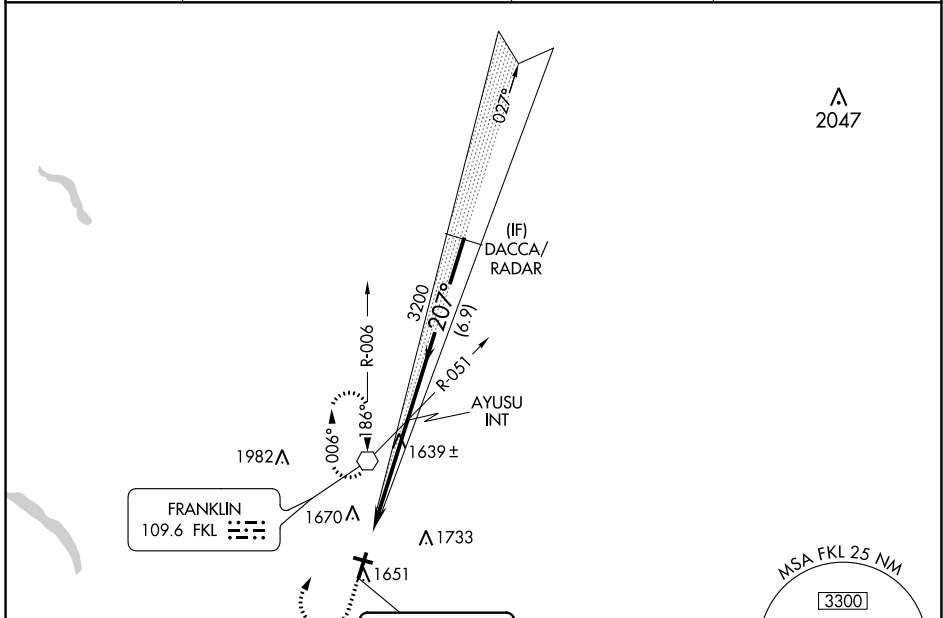 2047
027°
(IF)
DACCA/
RADAR
3200
207°
(6.9)
R-006
R-051
AYUSU
INT
186°
006°
1639 ±
1982
FRANKLIN
109.6 FKL
1670
1733
1651
MSA FKL 25 NM
3300